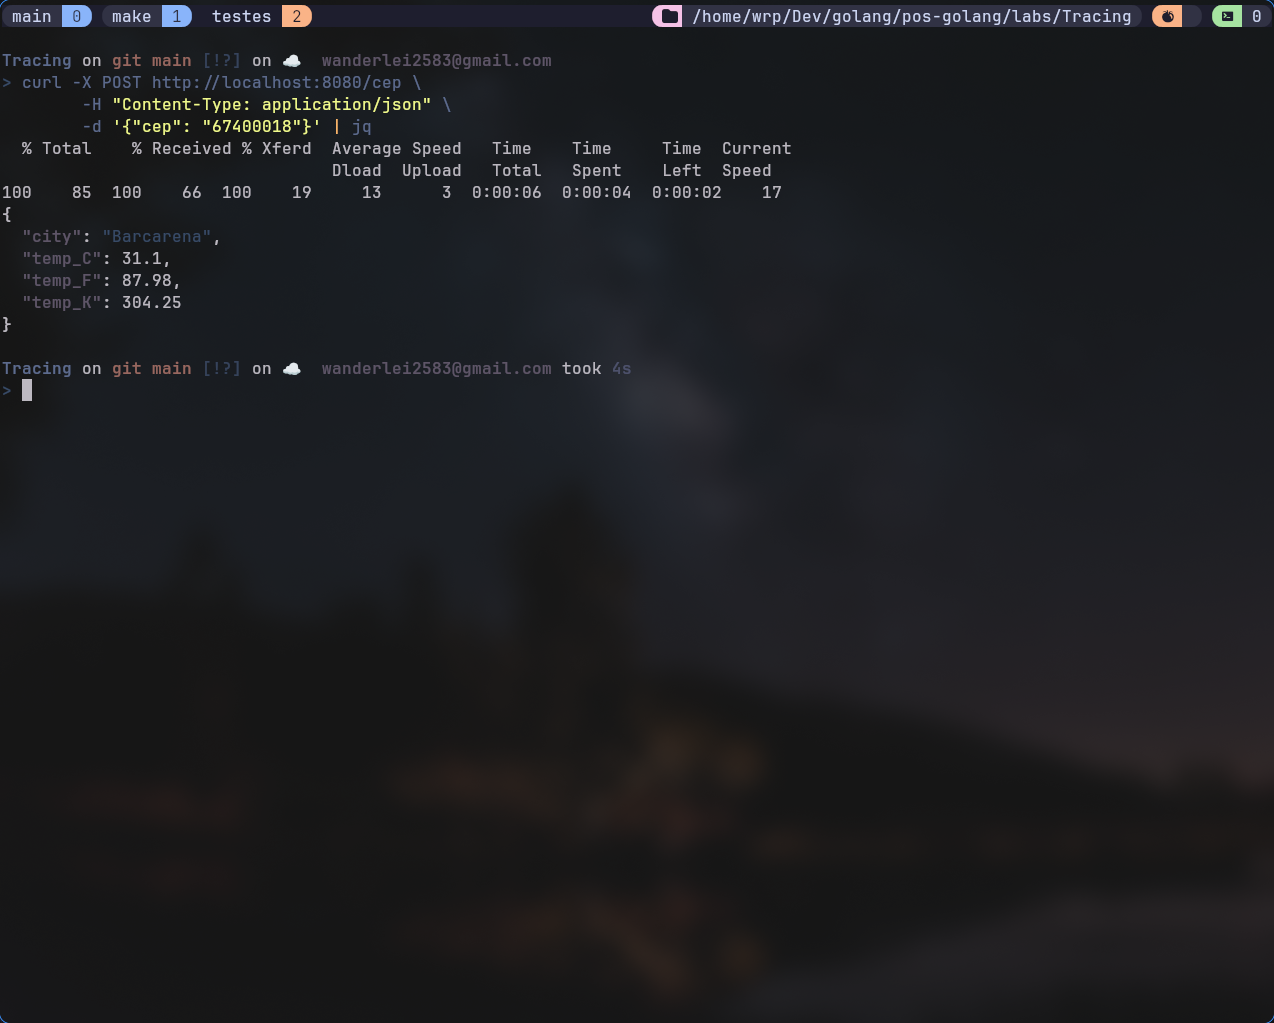 main 0 make 1 testes 2 /home/wrp/Dev/golang/pos-golang/labs/Tracing 0
Tracing on git main [!?] on ☁️ wanderlei2583@gmail.com
> curl -X POST http://localhost:8080/cep \
-H "Content-Type: application/json" \
-d '{"cep": "67400018"}' | jq
% Total % Received % Xferd Average Speed Time Time Time Current
Dload Upload Total Spent Left Speed
100 85 100 66 100 19 13 3 0:00:06 0:00:04 0:00:02 17
{
"city": "Barcarena",
"temp_C": 31.1,
"temp_F": 87.98,
"temp_K": 304.25
}
Tracing on git main [!?] on ☁️ wanderlei2583@gmail.com took 4s
>